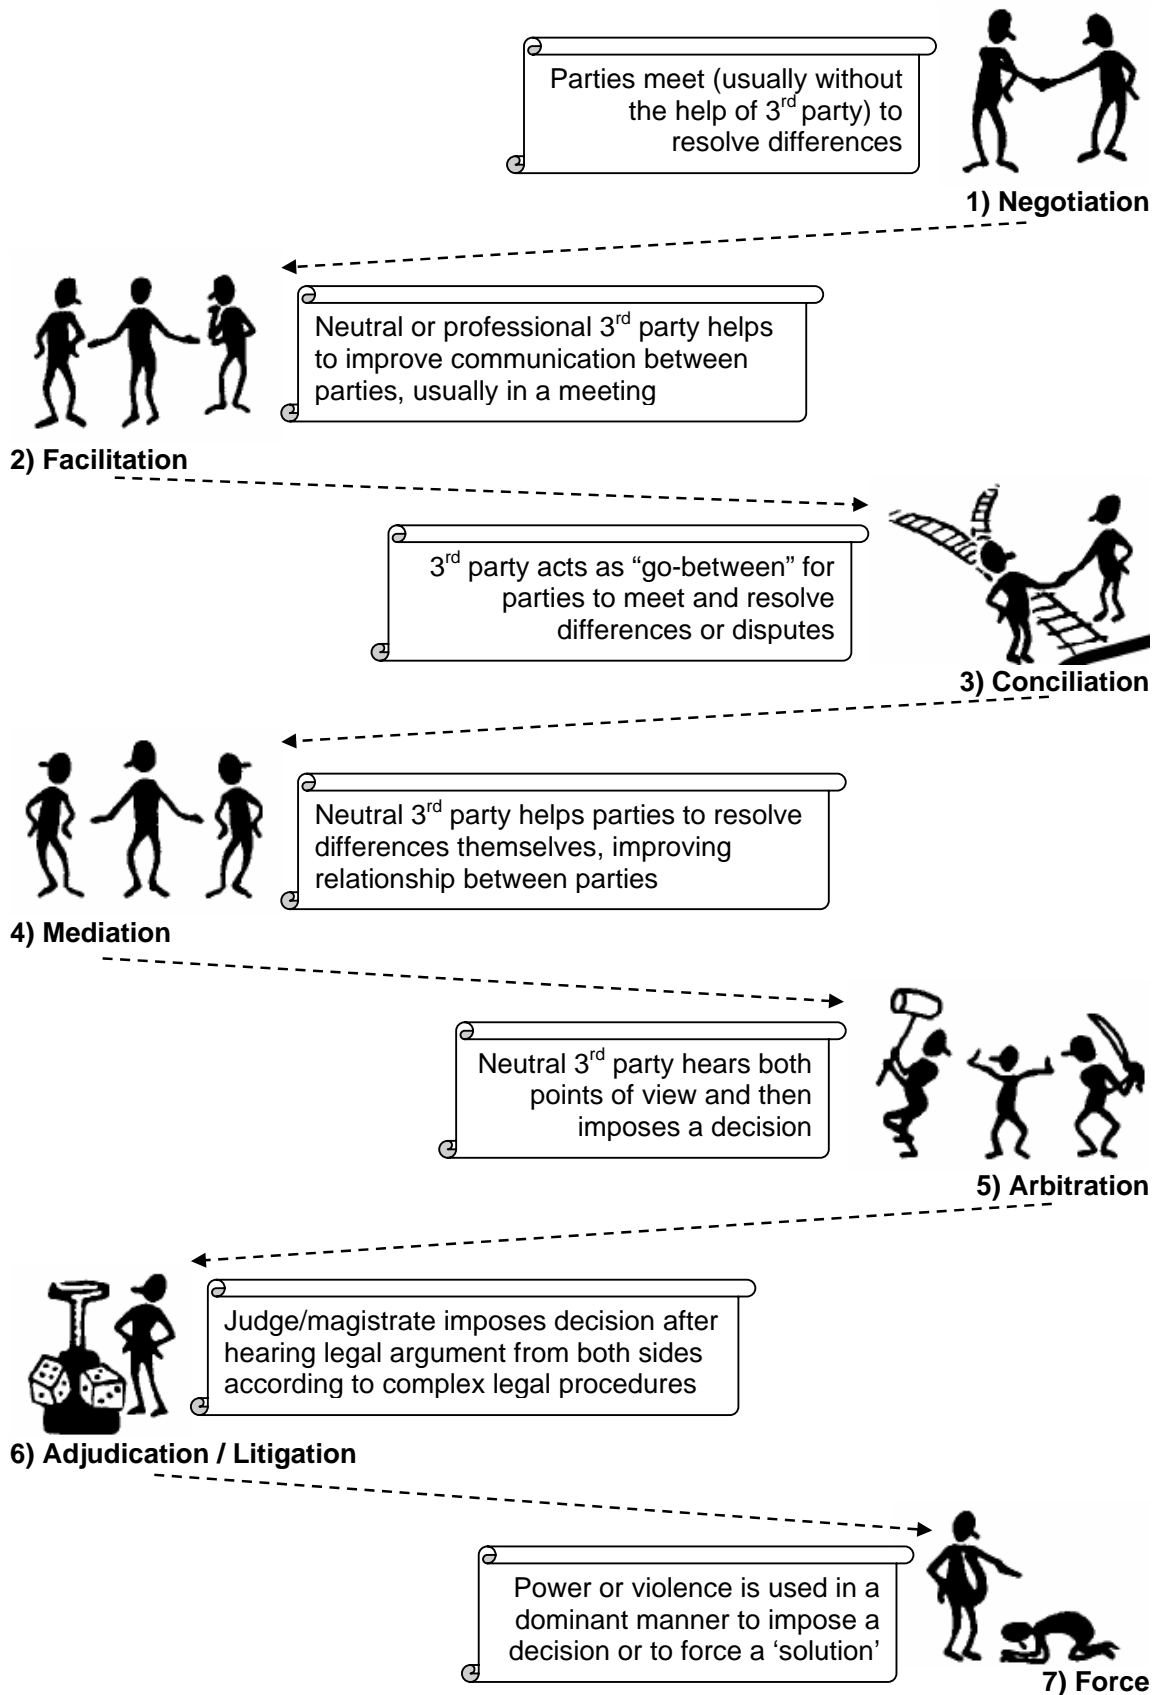 Parties meet (usually without
the help of 3rd party) to
resolve differences
1) Negotiation
Neutral or professional 3rd party helps
to improve communication between
parties, usually in a meeting
2) Facilitation
3rd party acts as “go-between” for
parties to meet and resolve
differences or disputes
3) Conciliation
Neutral 3rd party helps parties to resolve
differences themselves, improving
relationship between parties
4) Mediation
Neutral 3rd party hears both
points of view and then
imposes a decision
5) Arbitration
Judge/magistrate imposes decision after
hearing legal argument from both sides
according to complex legal procedures
6) Adjudication / Litigation
Power or violence is used in a
dominant manner to impose a
decision or to force a ‘solution’
7) Force